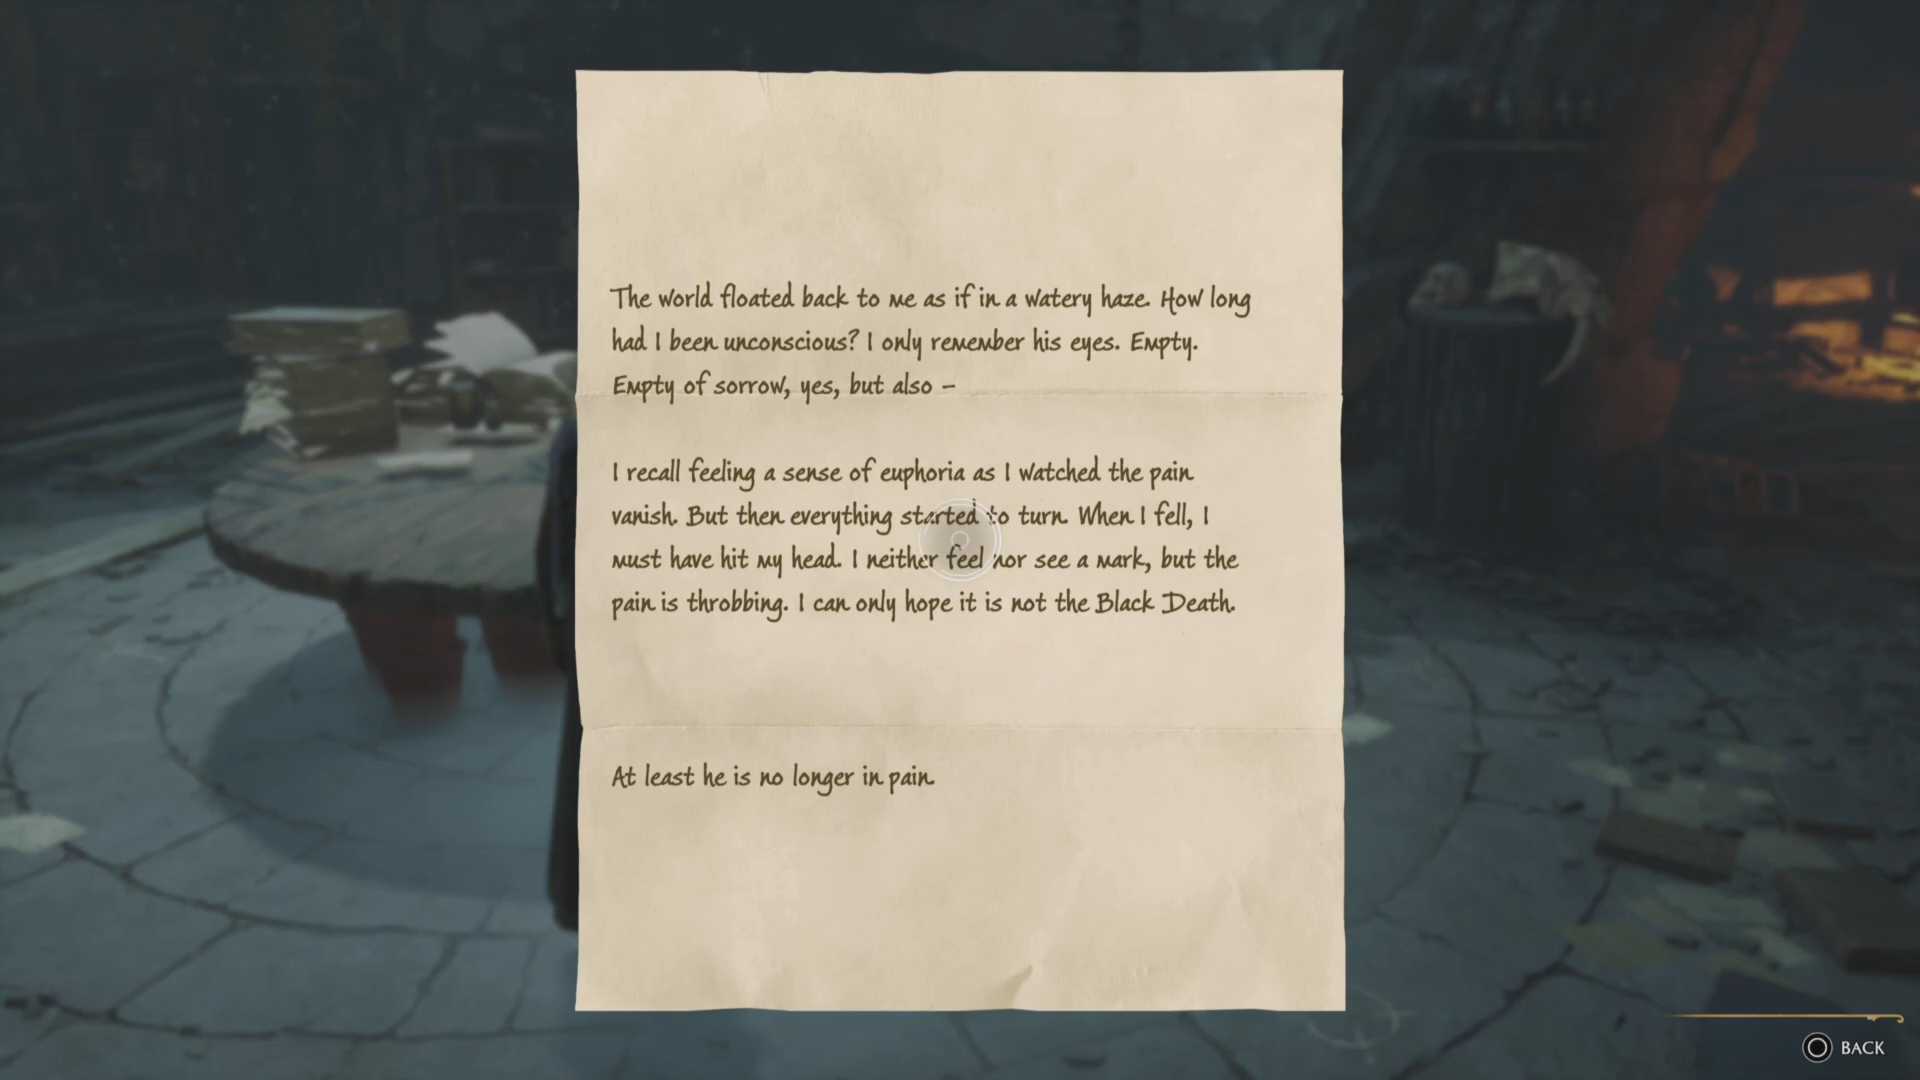 The world floated back to me as if in a watery haze. How long
had I been unconscious? I only remember his eyes. Empty.
Empty of sorrow, yes, but also –
I recall feeling a sense of euphoria as I watched the pain
vanish. But then everything started to turn. When I fell, I
must have hit my head. I neither feel nor see a mark, but the
pain is throbbing. I can only hope it is not the Black Death.
At least he is no longer in pain.
BACK